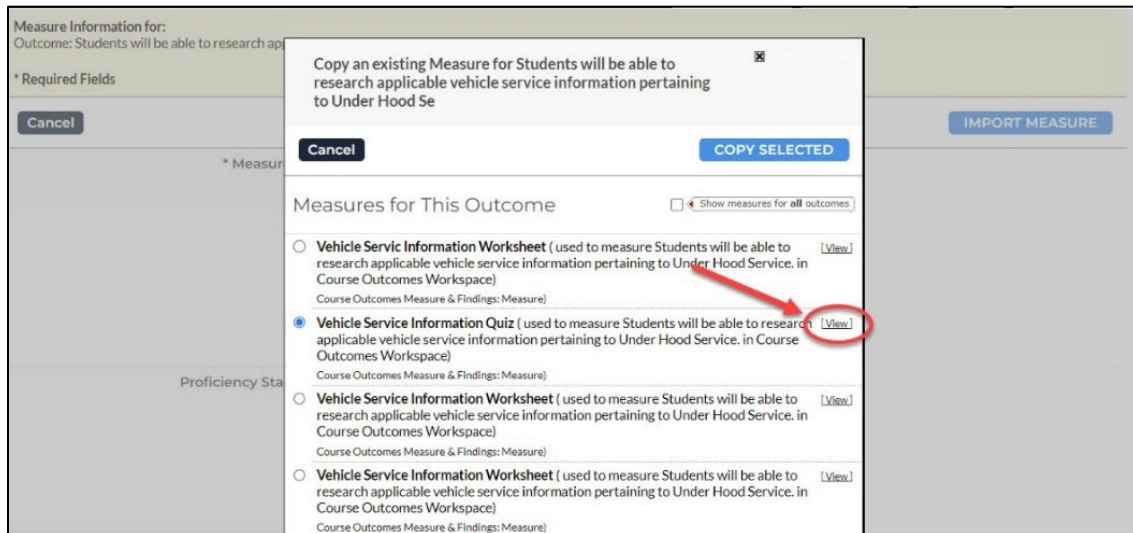 Measure Information for:
Outcome: Students will be able to research ap
* Required Fields
Cancel
IMPORT MEASURE
* Measur
Proficiency Sta
Copy an existing Measure for Students will be able to
research applicable vehicle service information pertaining
to Under Hood Se
Cancel
COPY SELECTED
Measures for This Outcome
Show measures for all outcomes
Vehicle Servic Information Worksheet ( used to measure Students will be able to [View]
research applicable vehicle service information pertaining to Under Hood Service. in
Course Outcomes Workspace)
Course Outcomes Measure & Findings: Measure)
Vehicle Service Information Quiz ( used to measure Students will be able to research [View]
applicable vehicle service information pertaining to Under Hood Service. in Course
Outcomes Workspace)
Course Outcomes Measure & Findings: Measure)
Vehicle Service Information Worksheet ( used to measure Students will be able to [View]
research applicable vehicle service information pertaining to Under Hood Service. in
Course Outcomes Workspace)
Course Outcomes Measure & Findings: Measure)
Vehicle Service Information Worksheet ( used to measure Students will be able to [View]
research applicable vehicle service information pertaining to Under Hood Service. in
Course Outcomes Workspace)
Course Outcomes Measure & Findings: Measure)